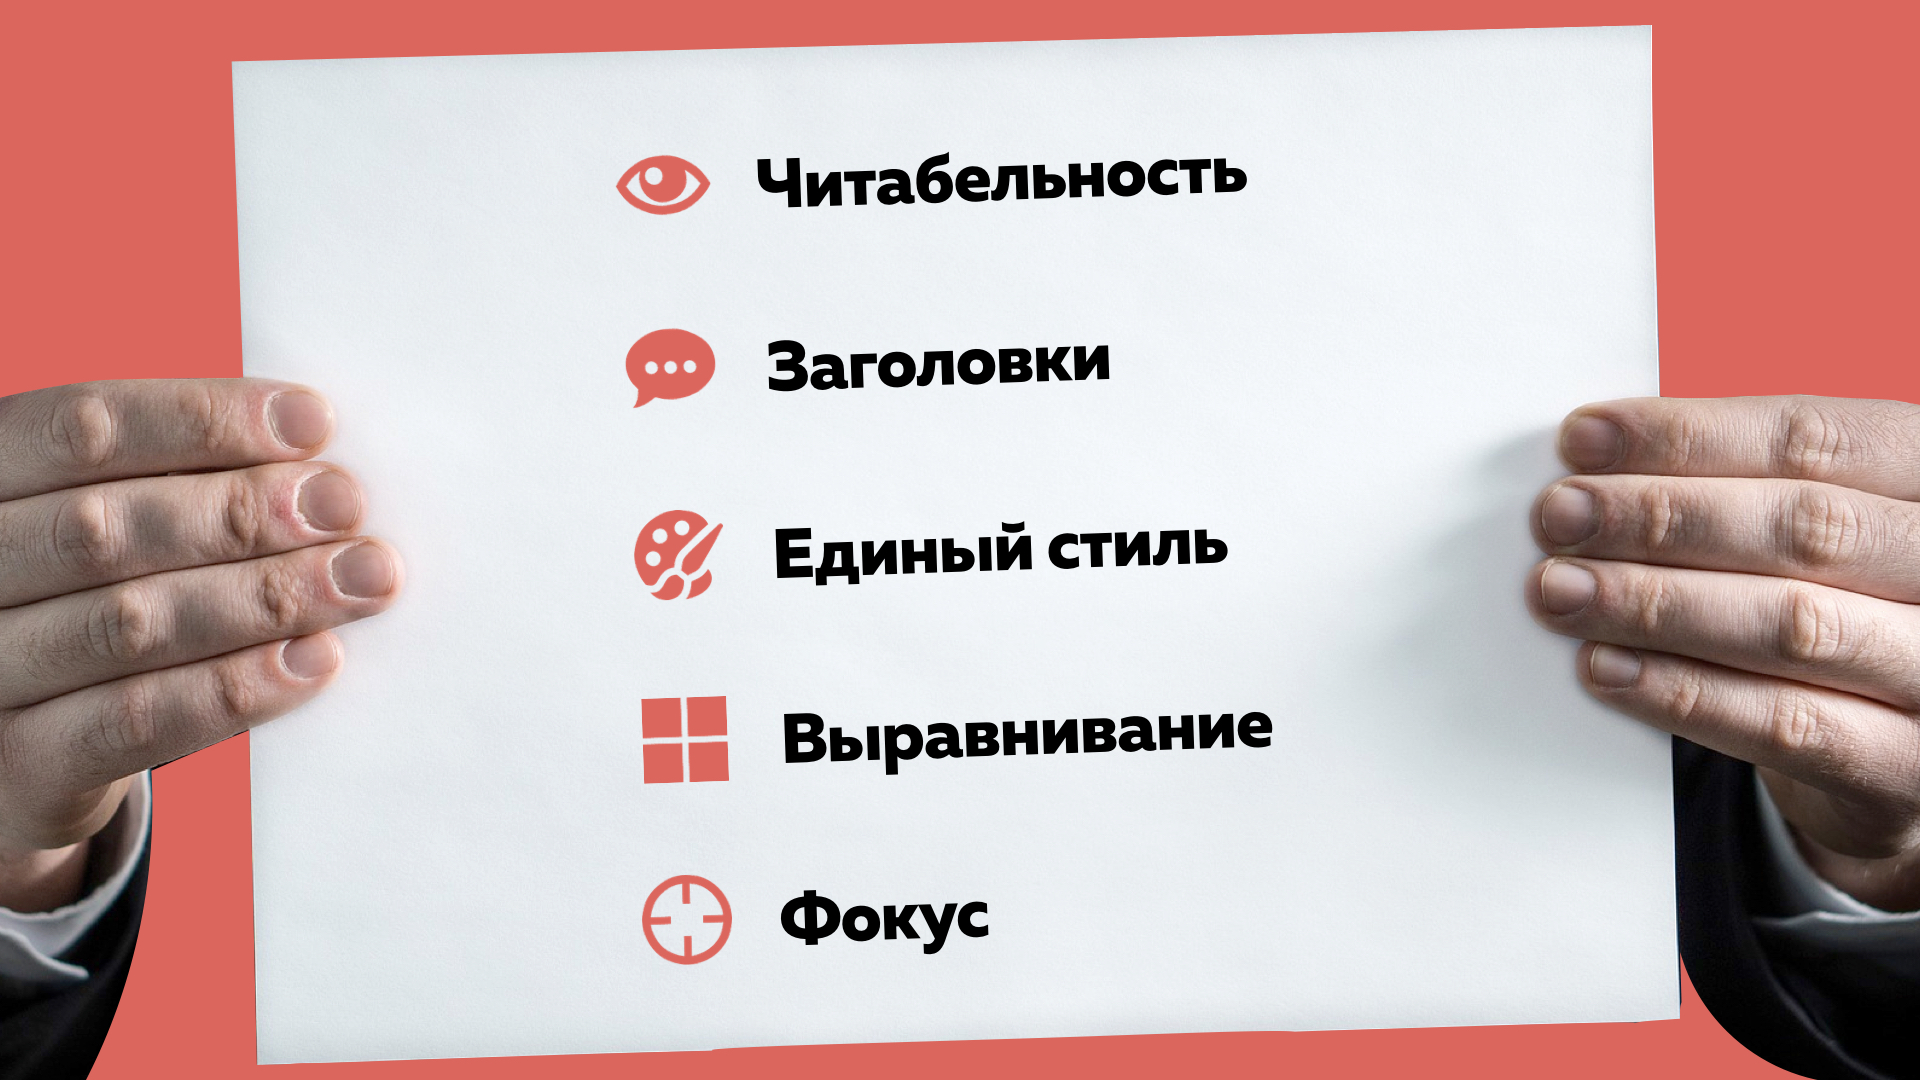 Читабельность
Заголовки
Единый стиль
Выравнивание
Фокус